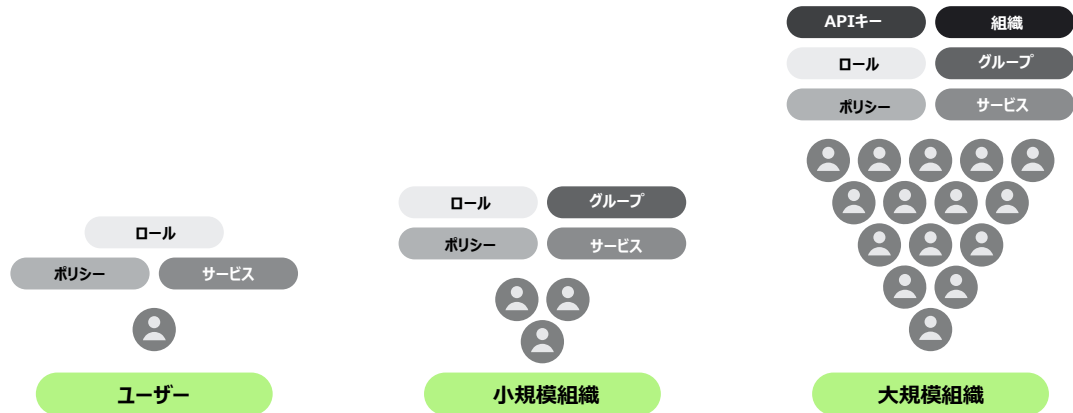 ロール
ポリシー サービス
ユーザー
ロール グループ
ポリシー サービス
小規模組織
APIキー 組織
ロール グループ
ポリシー サービス
大規模組織